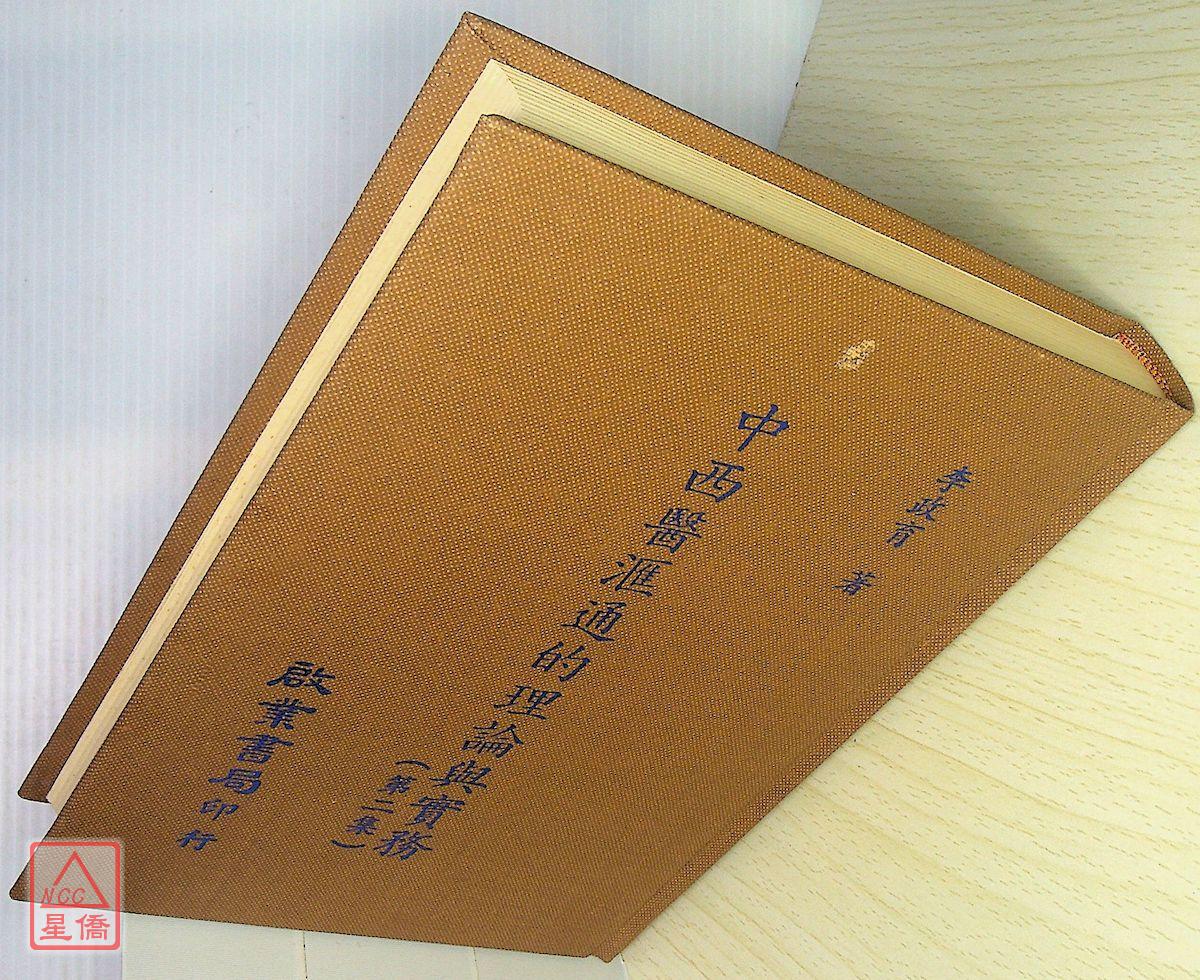 李政育 著
中西醫滙通的理論與實務
(第二集)
啟業書局印行
NCC
星僑